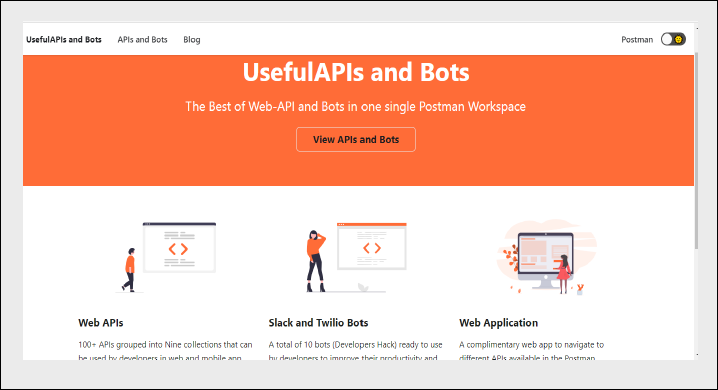 UsefulAPIs and Bots APIs and Bots Blog Postman
UsefulAPIs and Bots
The Best of Web-API and Bots in one single Postman Workspace
View APIs and Bots
Web APIs
100+ APIs grouped into Nine collections that can
be used by developers in web and mobile app
Slack and Twilio Bots
A total of 10 bots (Developers Hack) ready to use
by developers to improve their productivity and
Web Application
A complimentary web app to navigate to
different APIs available in the Postman